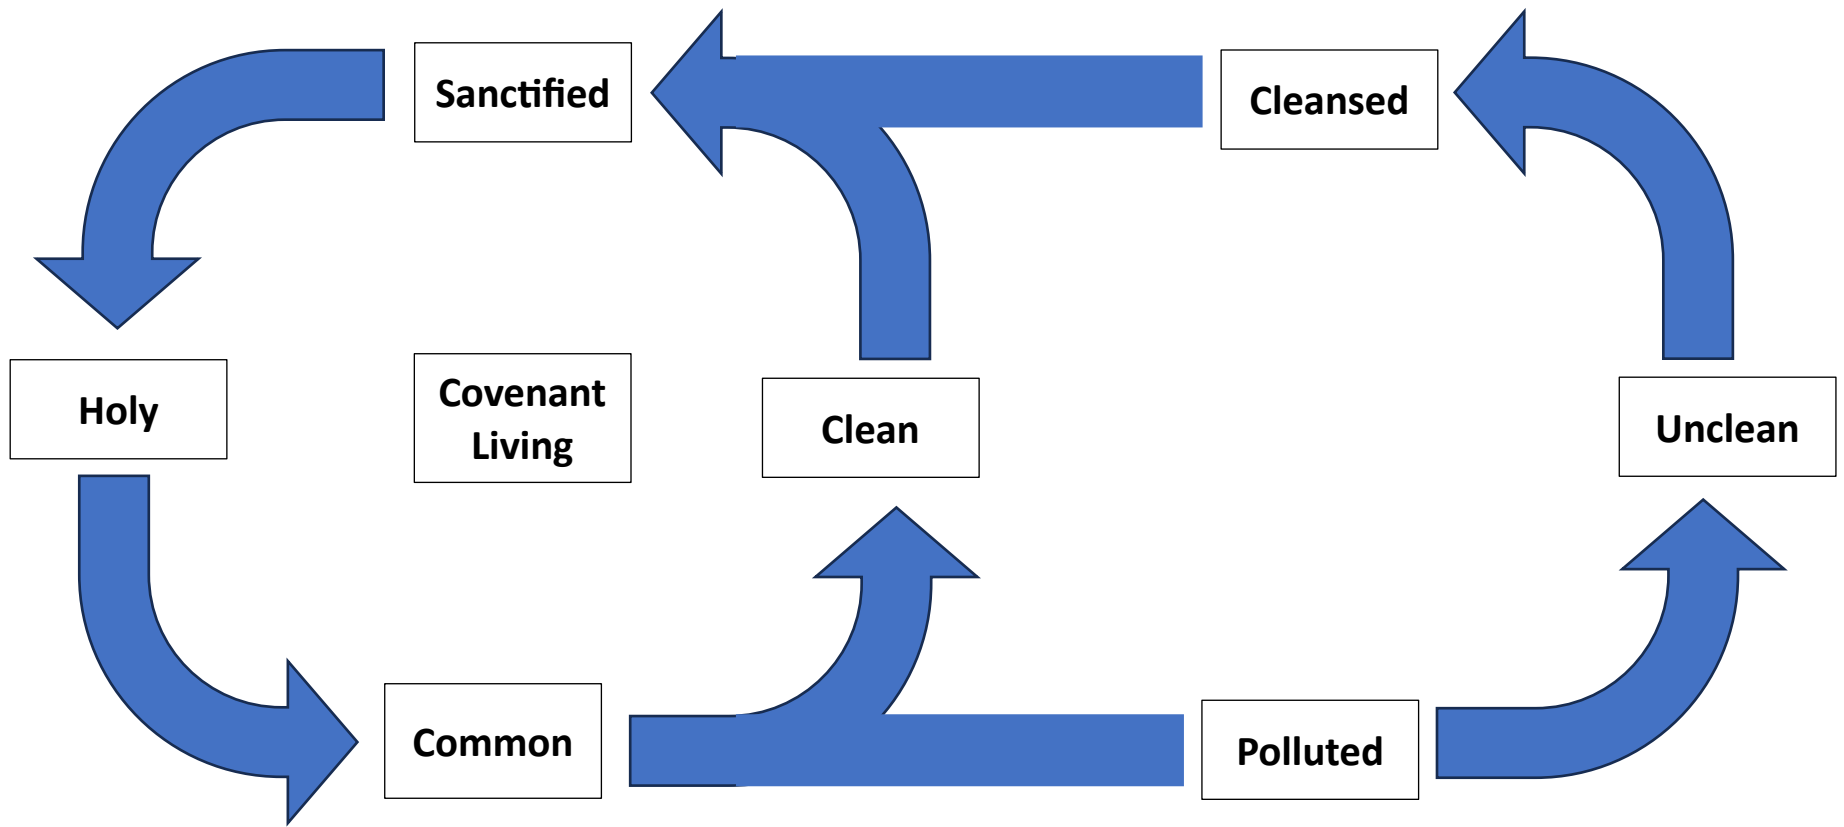 Sanctified
Cleansed
Holy
Covenant
Living
Clean
Unclean
Common
Polluted